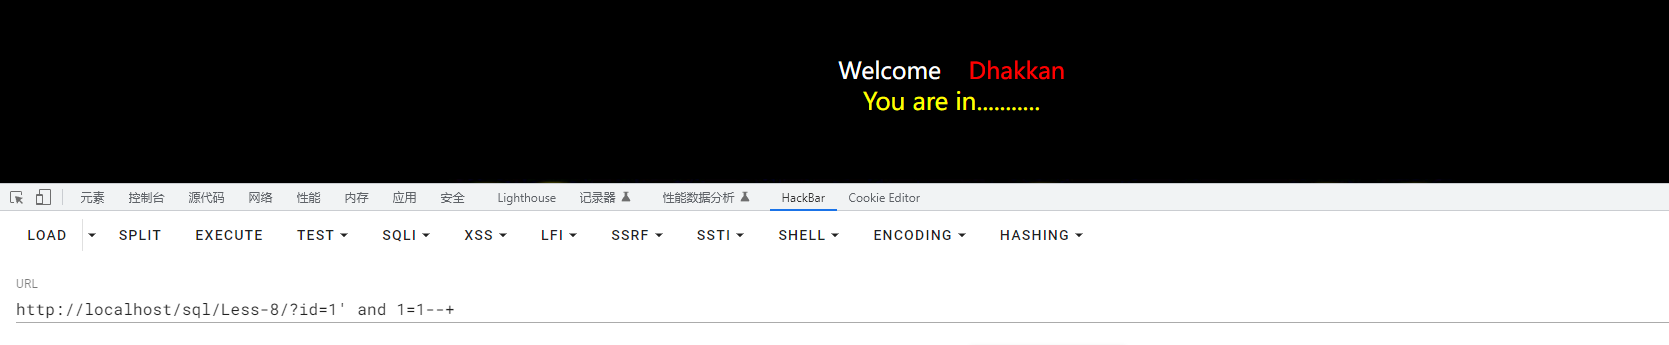 Welcome Dhakkan
You are in...........
元素 控制台 源代码 网络 性能 内存 应用 安全 Lighthouse 记录器 性能数据分析 HackBar Cookie Editor
LOAD SPLIT EXECUTE TEST SQLI XSS LFI SSRF SSTI SHELL ENCODING HASHING
URL
http://localhost/sql/Less-8/?id=1' and 1=1--+